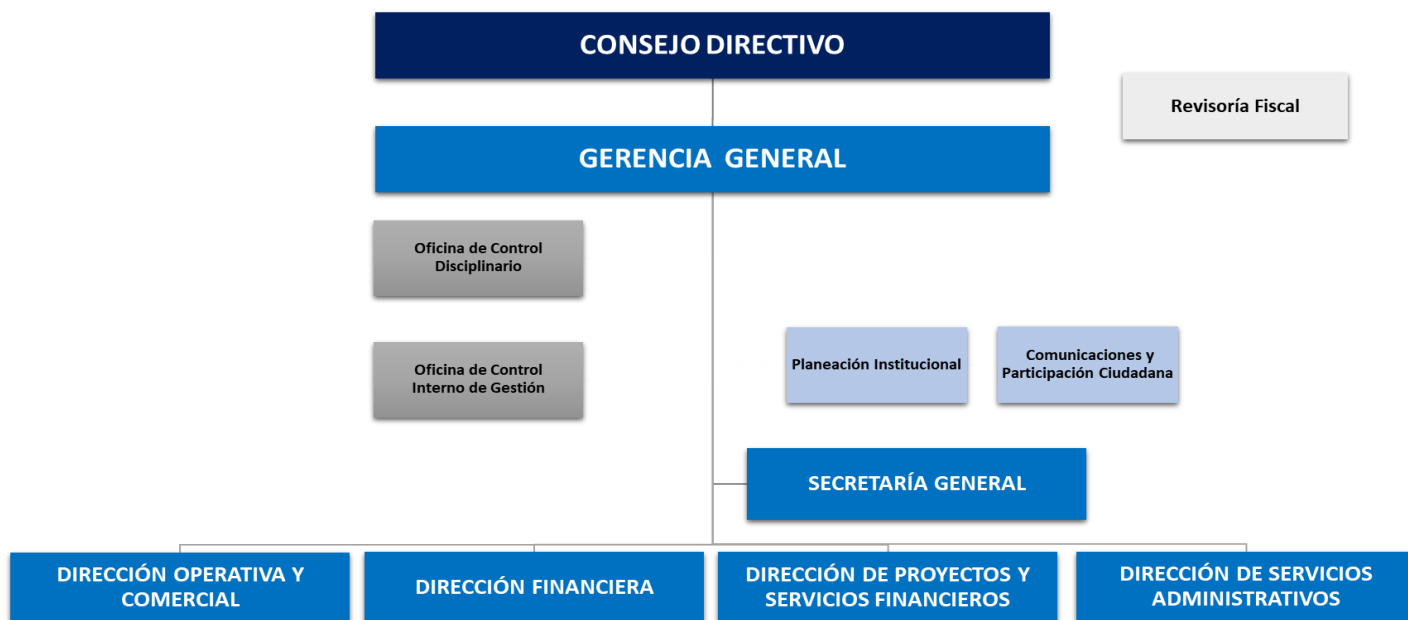 CONSEJO DIRECTIVO
Revisoría Fiscal
GERENCIA GENERAL
Oficina de Control
Disciplinario
Oficina de Control
Interno de Gestión
Planeación Institucional
Comunicaciones y
Participación Ciudadana
SECRETARÍA GENERAL
DIRECCIÓN OPERATIVA Y
COMERCIAL
DIRECCIÓN FINANCIERA
DIRECCIÓN DE PROYECTOS Y
SERVICIOS FINANCIEROS
DIRECCIÓN DE SERVICIOS
ADMINISTRATIVOS